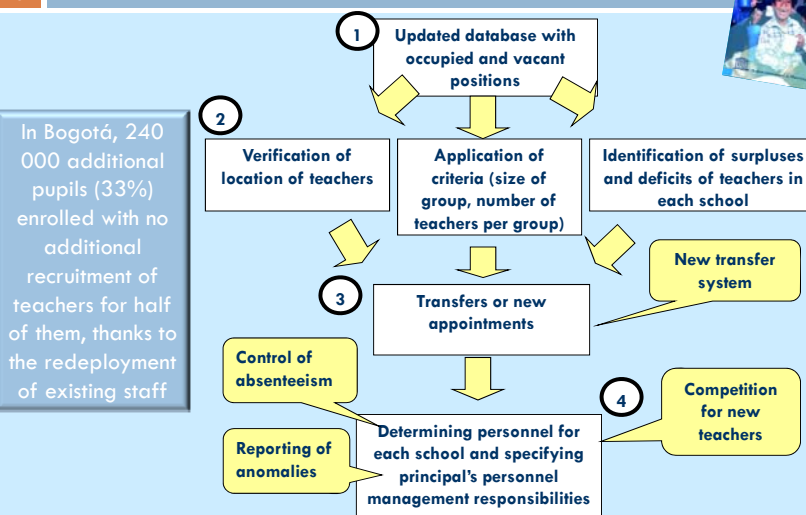 1
Updated database with
occupied and vacant
positions
In Bogotá, 240
000 additional
pupils (33%)
enrolled with no
additional
recruitment of
teachers for half
of them, thanks to
the redeployment
of existing staff
2
Verification of
location of teachers
Application of
criteria (size of
group, number of
teachers per group)
Identification of surpluses
and deficits of teachers in
each school
New transfer
system
3
Transfers or new
appointments
Control of
absenteeism
4
Competition
for new
teachers
Reporting of
anomalies
Determining personnel for
each school and specifying
principal's personnel
management responsibilities